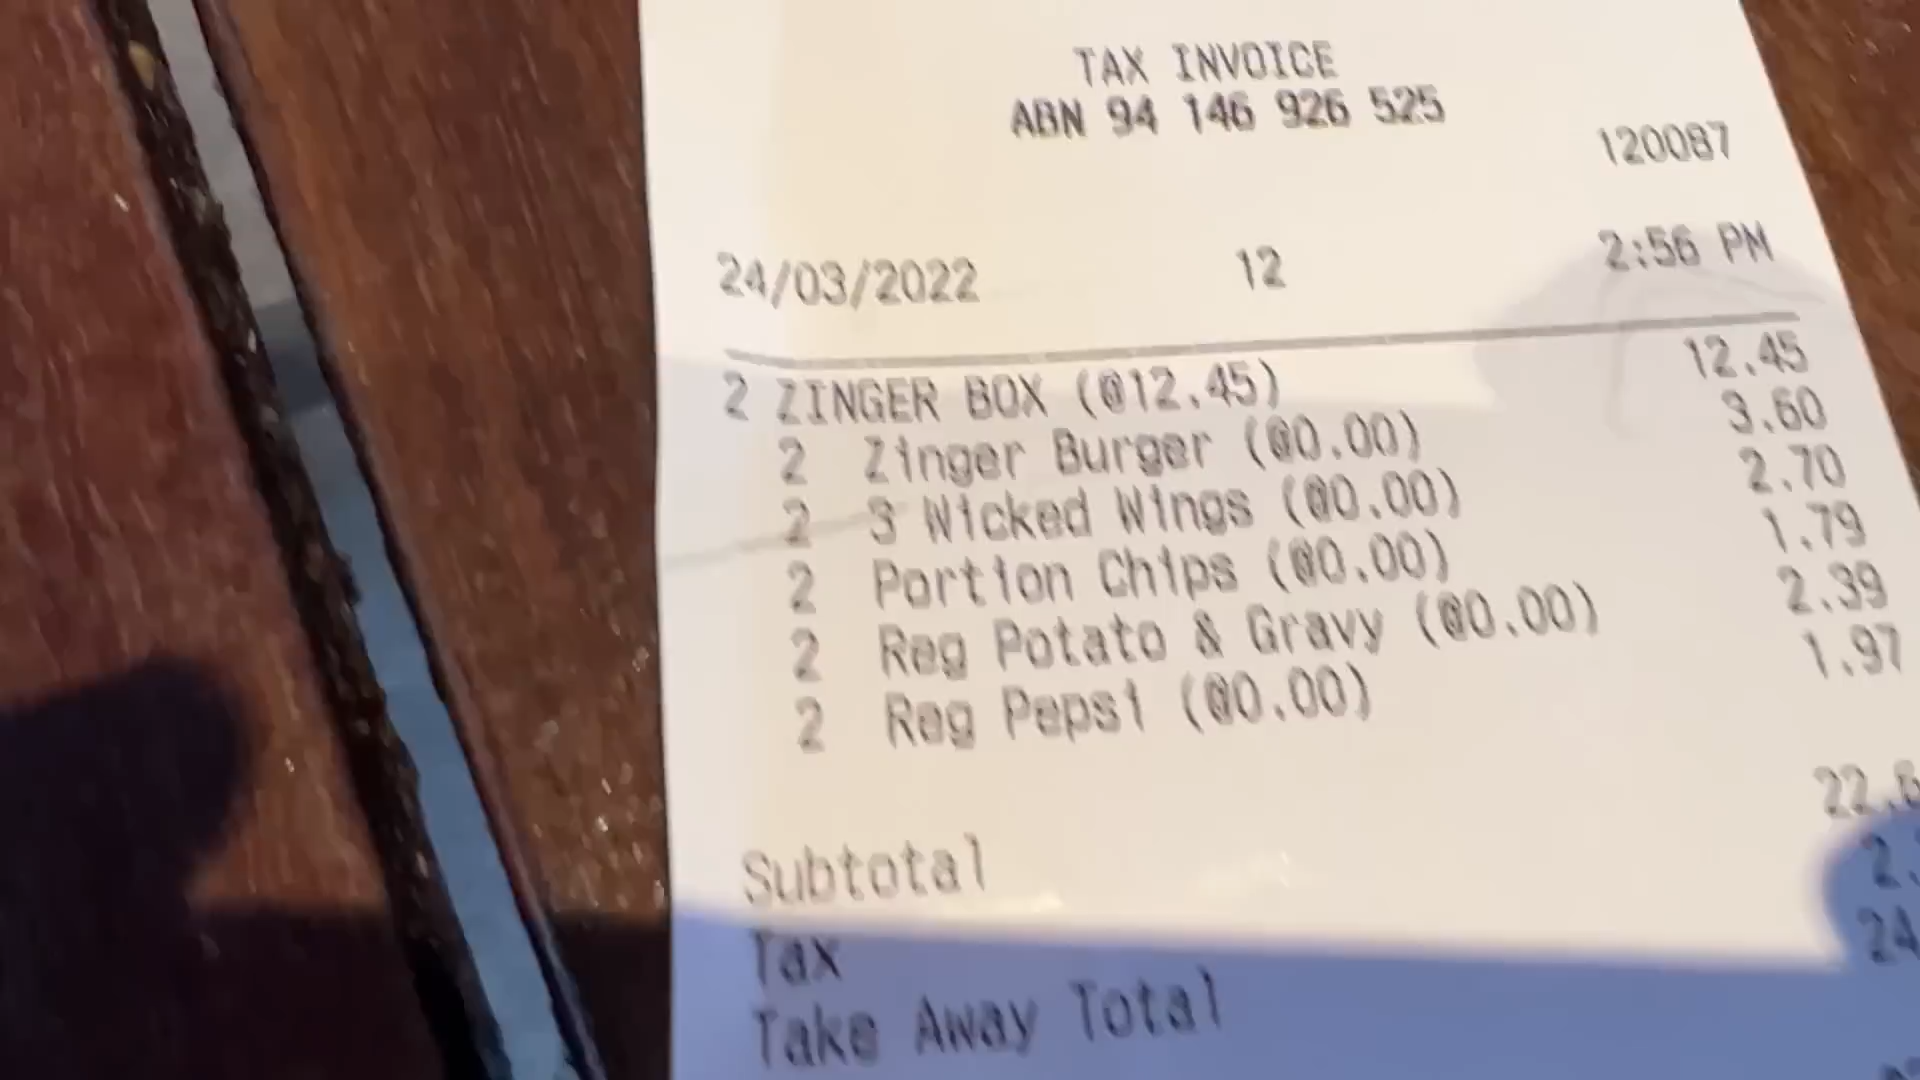 TAX INVOICE
ABN 94 146 926 525
120087
24/03/2022 12 2:56 PM
2 ZINGER BOX (@12.45) 12.45
2 Zinger Burger (@0.00) 3.60
2 3 Wicked Wings (@0.00) 2.70
2 Portion Chips (@0.00) 1.79
2 Reg Potato & Gravy (@0.00) 2.39
2 Reg Pepsi (@0.00) 1.97
Subtotal
Tax
Take Away Total